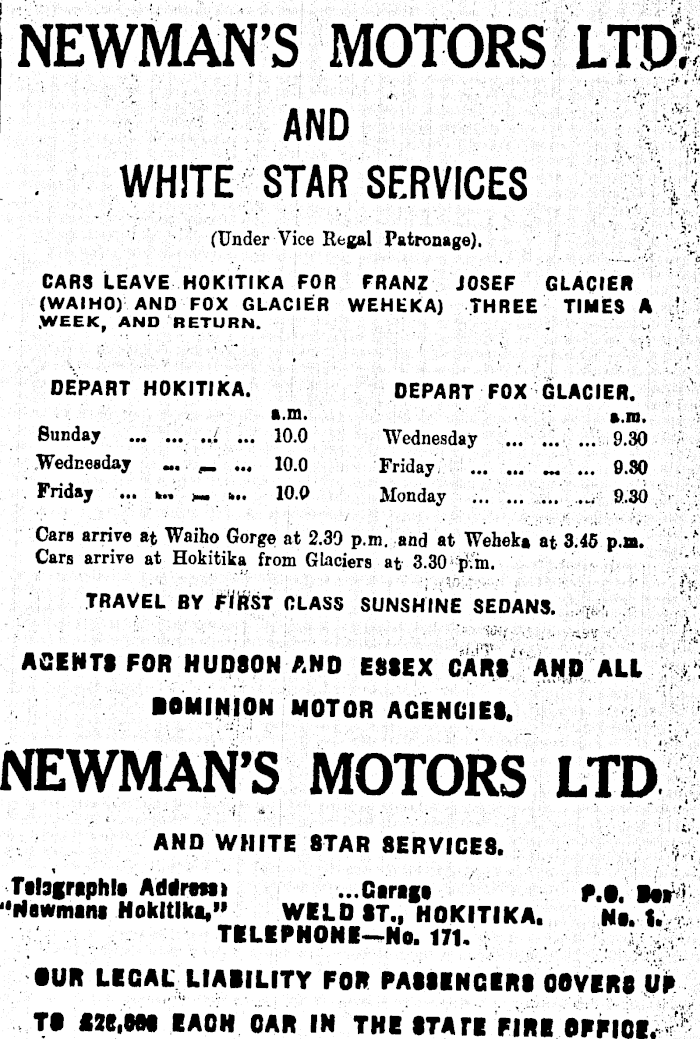 NEWMAN'S MOTORS LTD.
AND
WHITE STAR SERVICES
(Under Vice Regal Patronage).
CARS LEAVE HOKITIKA FOR FRANZ JOSEF GLACIER
(WAIHO) AND FOX GLACIER WEHEKA) THREE TIMES A
WEEK, AND RETURN.
DEPART HOKITIKA.
a.m.
Sunday ... ... ... ... 10.0
Wednesday ... ... ... 10.0
Friday ... ... ... ... 10.0
DEPART FOX GLACIER.
a.m.
Wednesday ... ... ... 9.30
Friday ... ... ... ... 9.30
Monday ... ... ... ... 9.30
Cars arrive at Waiho Gorge at 2.30 p.m. and at Weheka at 3.45 p.m.
Cars arrive at Hokitika from Glaciers at 3.30 p.m.
TRAVEL BY FIRST CLASS SUNSHINE SEDANS.
AGENTS FOR HUDSON AND ESSEX CARS AND ALL
DOMINION MOTOR AGENCIES.
NEWMAN'S MOTORS LTD.
AND WHITE STAR SERVICES.
Telegraphic Address: ...Garage P.O. Box
"Newmans Hokitika," WELD ST., HOKITIKA. No. 1.
TELEPHONE—No. 171.
OUR LEGAL LIABILITY FOR PASSENGERS COVERS UP
TO EACH CAR IN THE STATE FIRE OFFICE.